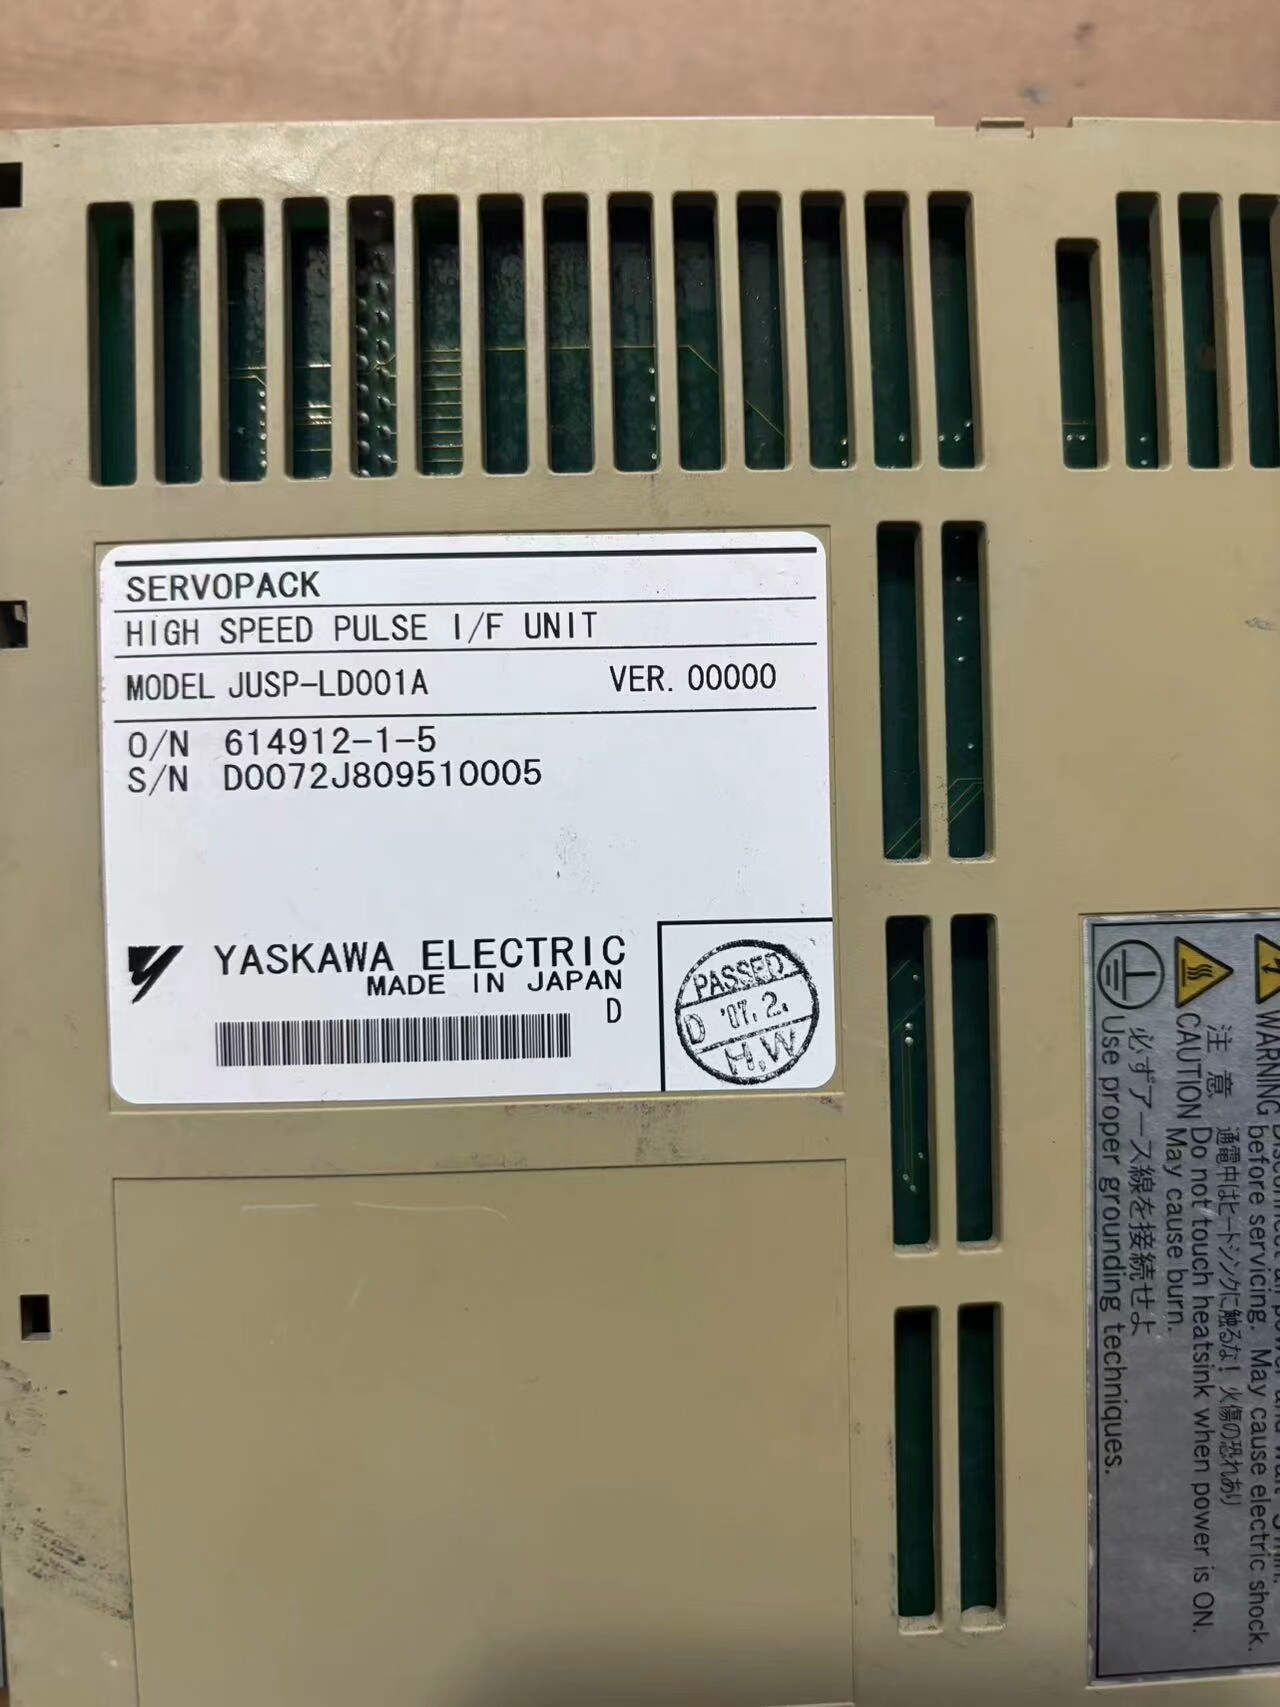 SERVOPACK
HIGH SPEED PULSE I/F UNIT
MODEL JUSP-LD001A VER. 00000
O/N 614912-1-5
S/N D0072J809510005
YASKAWA ELECTRIC
MADE IN JAPAN
D
PASSED
D '07.2.
H.W
WARNING
before servicing. May cause electric shock.
注 意 通電中はヒートシンクに触るな! 火傷の恐れあり
CAUTION Do not touch heatsink when power is ON.
May cause burn.
必ずアース線を接続せよ
Use proper grounding techniques.